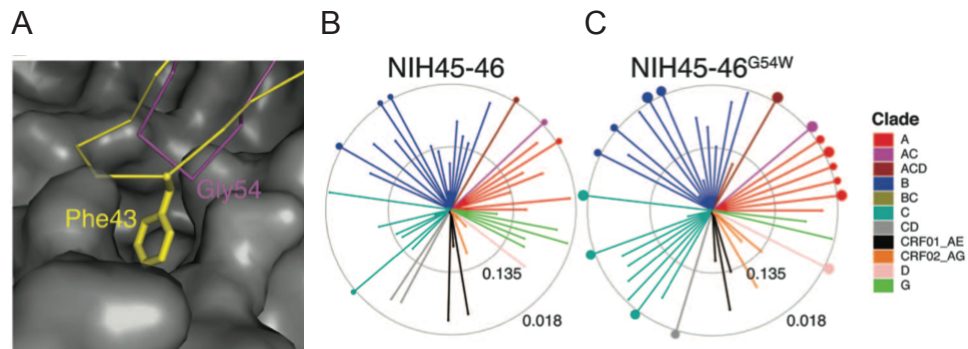 A
B
C
NIH45-46
NIH45-46G54W
Phe43
Gly54
0.135
0.018
0.135
0.018
Clade
A
AC
ACD
B
BC
C
CD
CRF01_AE
CRF02_AG
D
G